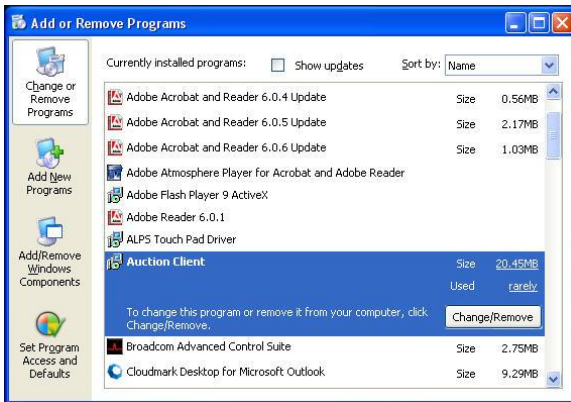 Add or Remove Programs
Change or
Remove
Programs
Add New
Programs
Add/Remove
Windows
Components
Set Program
Access and
Defaults
Currently installed programs: Show updates Sort by: Name
Adobe Acrobat and Reader 6.0.4 Update Size 0.56MB
Adobe Acrobat and Reader 6.0.5 Update Size 2.17MB
Adobe Acrobat and Reader 6.0.6 Update Size 1.03MB
Adobe Atmosphere Player for Acrobat and Adobe Reader
Adobe Flash Player 9 ActiveX
Adobe Reader 6.0.1
ALPS Touch Pad Driver
Auction Client Size 20.45MB
Used rarely
To change this program or remove it from your computer, click
Change/Remove.
Change/Remove
Broadcom Advanced Control Suite Size 2.75MB
Cloudmark Desktop for Microsoft Outlook Size 9.29MB